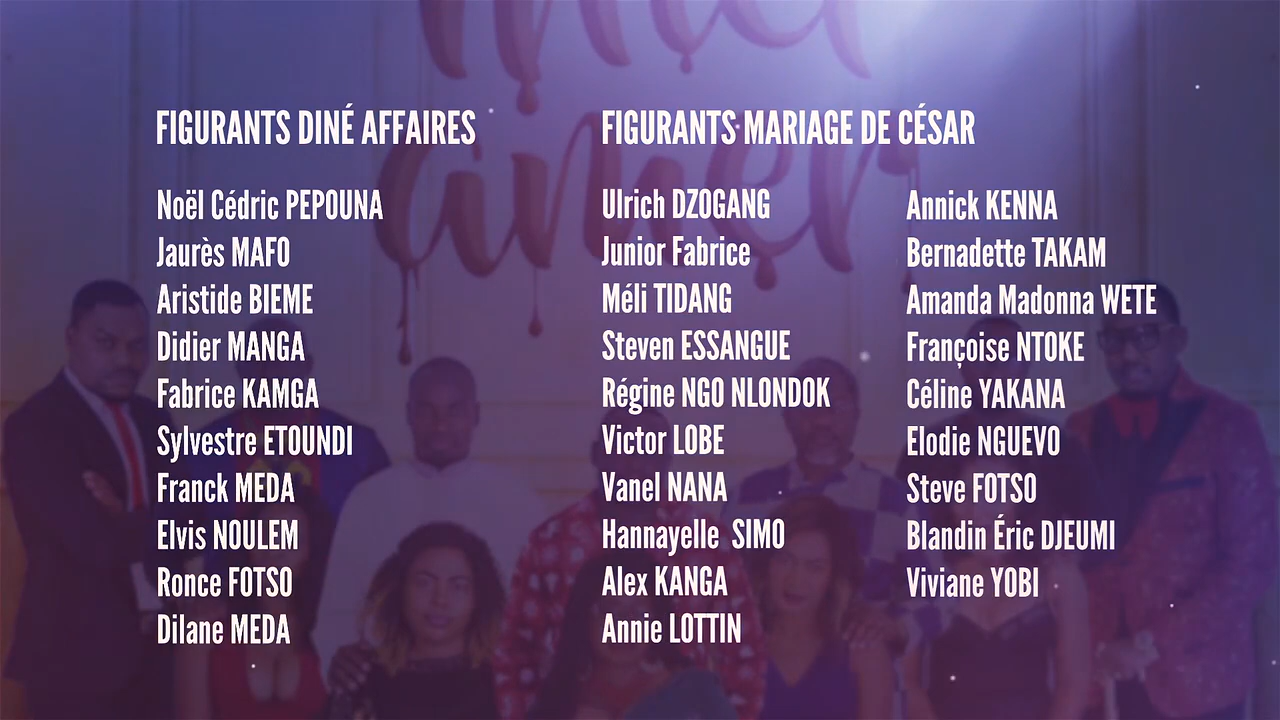 miel
amer
FIGURANTS DINÉ AFFAIRES
Noël Cédric PEPOUNA
Jaurès MAFO
Aristide BIEME
Didier MANGA
Fabrice KAMGA
Sylvestre ETOUNDI
Franck MEDA
Elvis NOULEM
Ronce FOTSO
Dilane MEDA
FIGURANTS MARIAGE DE CÉSAR
Ulrich DZOGANG
Junior Fabrice
Méli TIDANG
Steven ESSANGUE
Régine NGO NLONDOK
Victor LOBE
Vanel NANA
Hannayelle SIMO
Alex KANGA
Annie LOTTIN
Annick KENNA
Bernadette TAKAM
Amanda Madonna WETE
Françoise NTOKE
Céline YAKANA
Elodie NGUEVO
Steve FOTSO
Blandin Éric DJEUMI
Viviane YOBI